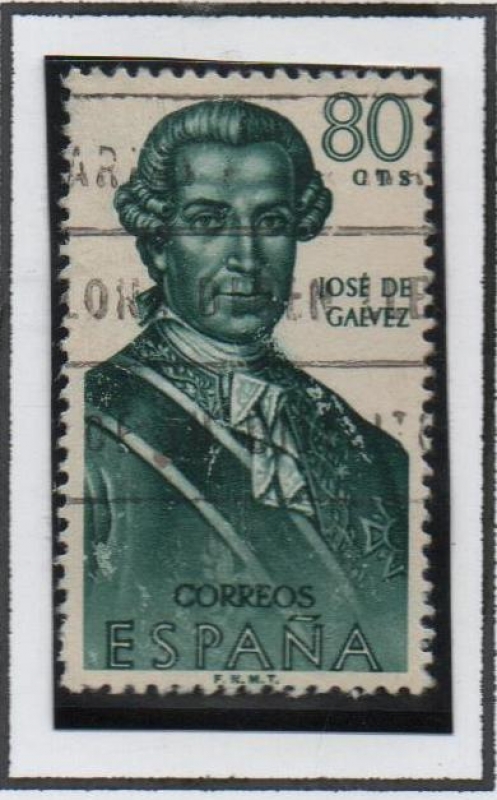 80
CTS
JOSÉ DE
GALVEZ
CORREOS
ESPAÑA
F.N.M.T.